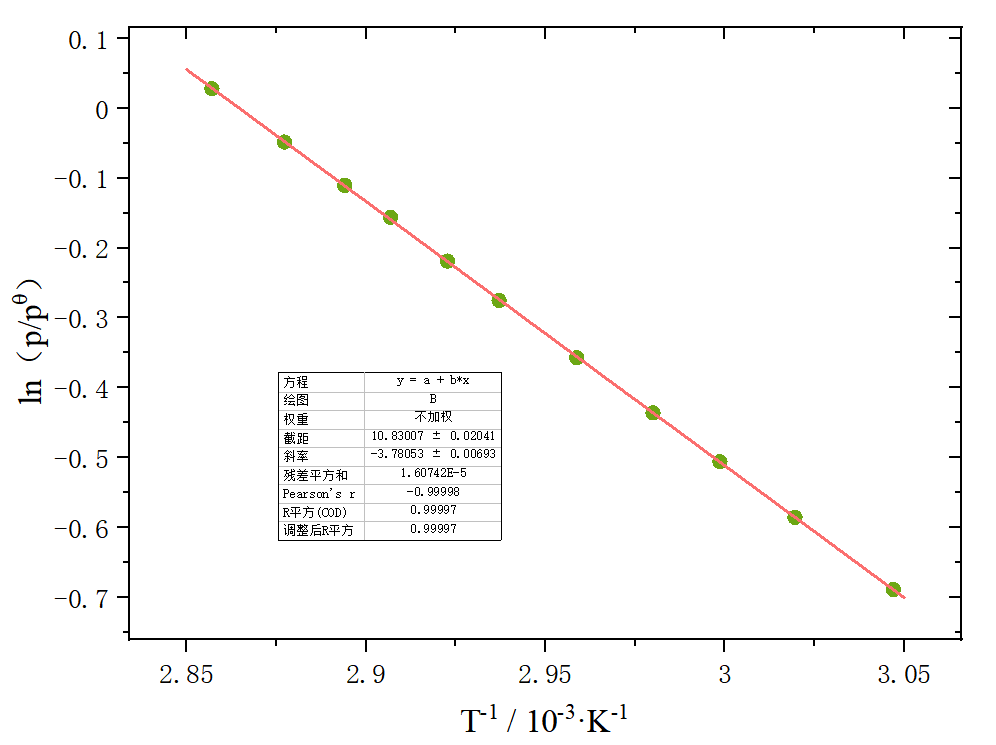 0.1
0
-0.1
-0.2
-0.3
-0.4
-0.5
-0.6
-0.7
ln（p/p^θ）
方程 y = a + b*x
绘图 B
权重 不加权
截距 10.83007 ± 0.02041
斜率 -3.78053 ± 0.00693
残差平方和 1.60742E-5
Pearson's r -0.99998
R平方(COD) 0.99997
调整后R平方 0.99997
2.85 2.9 2.95 3 3.05
T⁻¹ / 10⁻³·K⁻¹